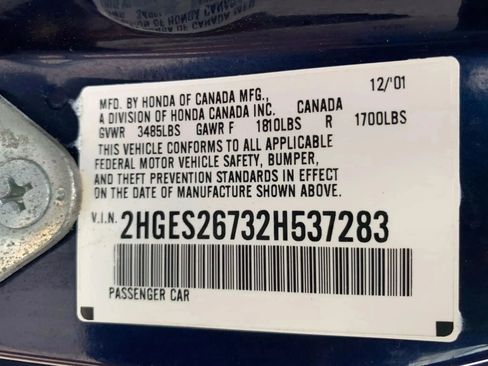 12/'01
MFD. BY HONDA OF CANADA MFG.,
A DIVISION OF HONDA CANADA INC. CANADA
GVWR 3485LBS GAWR F 1810LBS R 1700LBS
THIS VEHICLE CONFORMS TO ALL APPLICABLE
FEDERAL MOTOR VEHICLE SAFETY, BUMPER,
AND THEFT PREVENTION STANDARDS IN EFFECT
ON THE DATE OF MANUFACTURE SHOWN ABOVE.
V.I.N. 2HGES26732H537283
PASSENGER CAR